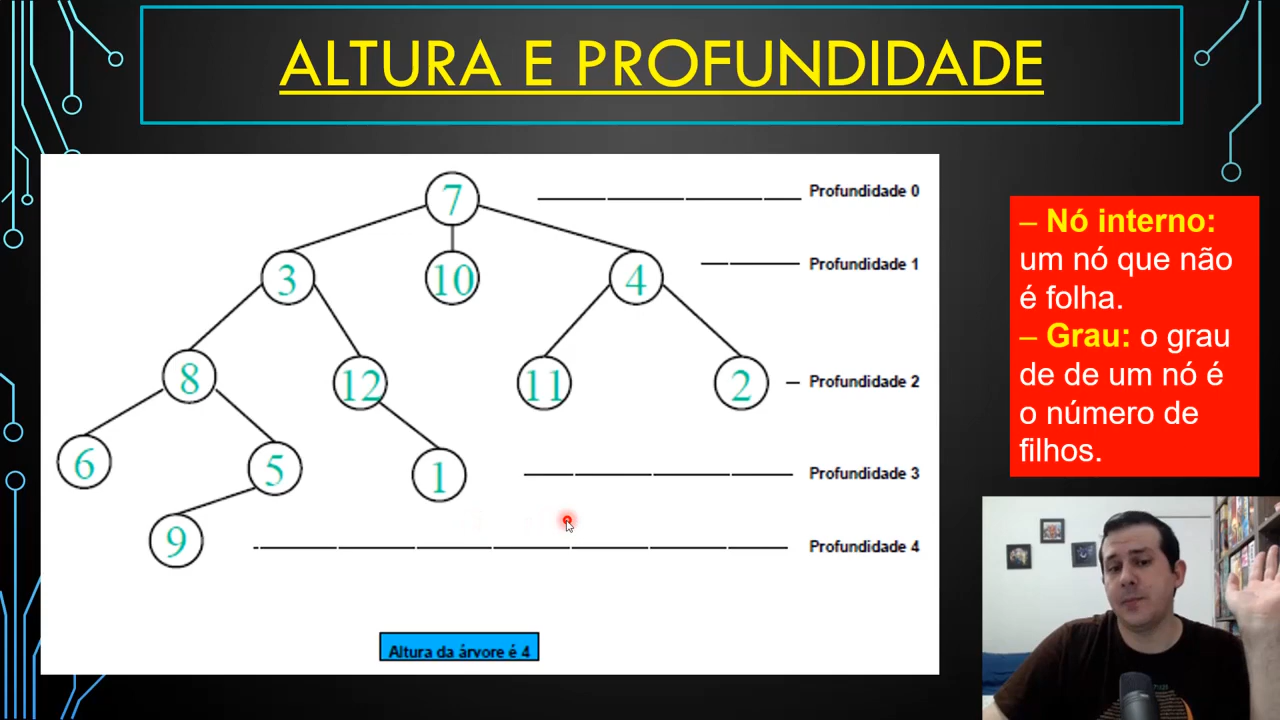 ALTURA E PROFUNDIDADE
7
Profundidade 0
3
10
4
Profundidade 1
8
12
11
2
Profundidade 2
6
5
1
Profundidade 3
9
Profundidade 4
Altura da árvore é 4
– Nó interno:
um nó que não
é folha.
– Grau: o grau
de de um nó é
o número de
filhos.